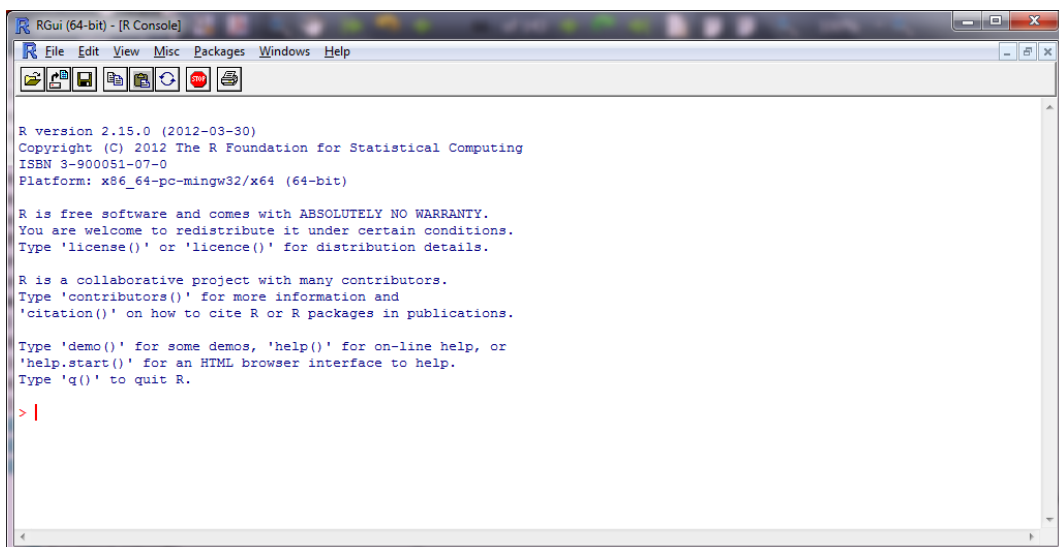 RGui (64-bit) - [R Console]
File Edit View Misc Packages Windows Help
STOP
R version 2.15.0 (2012-03-30)
Copyright (C) 2012 The R Foundation for Statistical Computing
ISBN 3-900051-07-0
Platform: x86_64-pc-mingw32/x64 (64-bit)
R is free software and comes with ABSOLUTELY NO WARRANTY.
You are welcome to redistribute it under certain conditions.
Type 'license()' or 'licence()' for distribution details.
R is a collaborative project with many contributors.
Type 'contributors()' for more information and
'citation()' on how to cite R or R packages in publications.
Type 'demo()' for some demos, 'help()' for on-line help, or
'help.start()' for an HTML browser interface to help.
Type 'q()' to quit R.
>